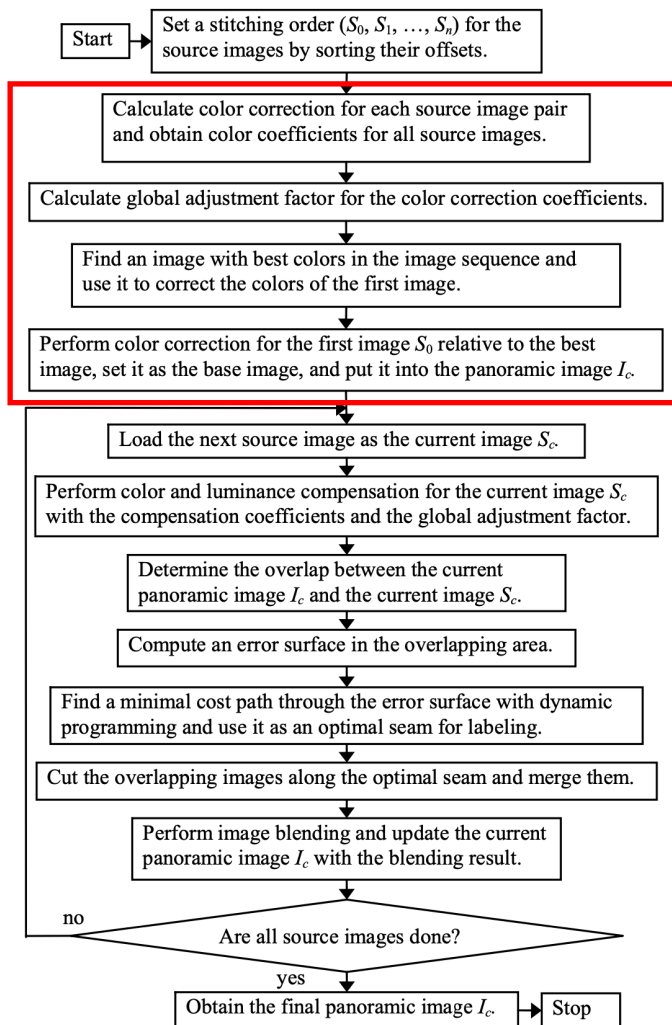 Start
Set a stitching order (S0, S1, …, Sn) for the
source images by sorting their offsets.
Calculate color correction for each source image pair
and obtain color coefficients for all source images.
Calculate global adjustment factor for the color correction coefficients.
Find an image with best colors in the image sequence and
use it to correct the colors of the first image.
Perform color correction for the first image S0 relative to the best
image, set it as the base image, and put it into the panoramic image Ic.
Load the next source image as the current image Sc.
Perform color and luminance compensation for the current image Sc
with the compensation coefficients and the global adjustment factor.
Determine the overlap between the current
panoramic image Ic and the current image Sc.
Compute an error surface in the overlapping area.
Find a minimal cost path through the error surface with dynamic
programming and use it as an optimal seam for labeling.
Cut the overlapping images along the optimal seam and merge them.
Perform image blending and update the current
panoramic image Ic with the blending result.
no
Are all source images done?
yes
Obtain the final panoramic image Ic.
Stop